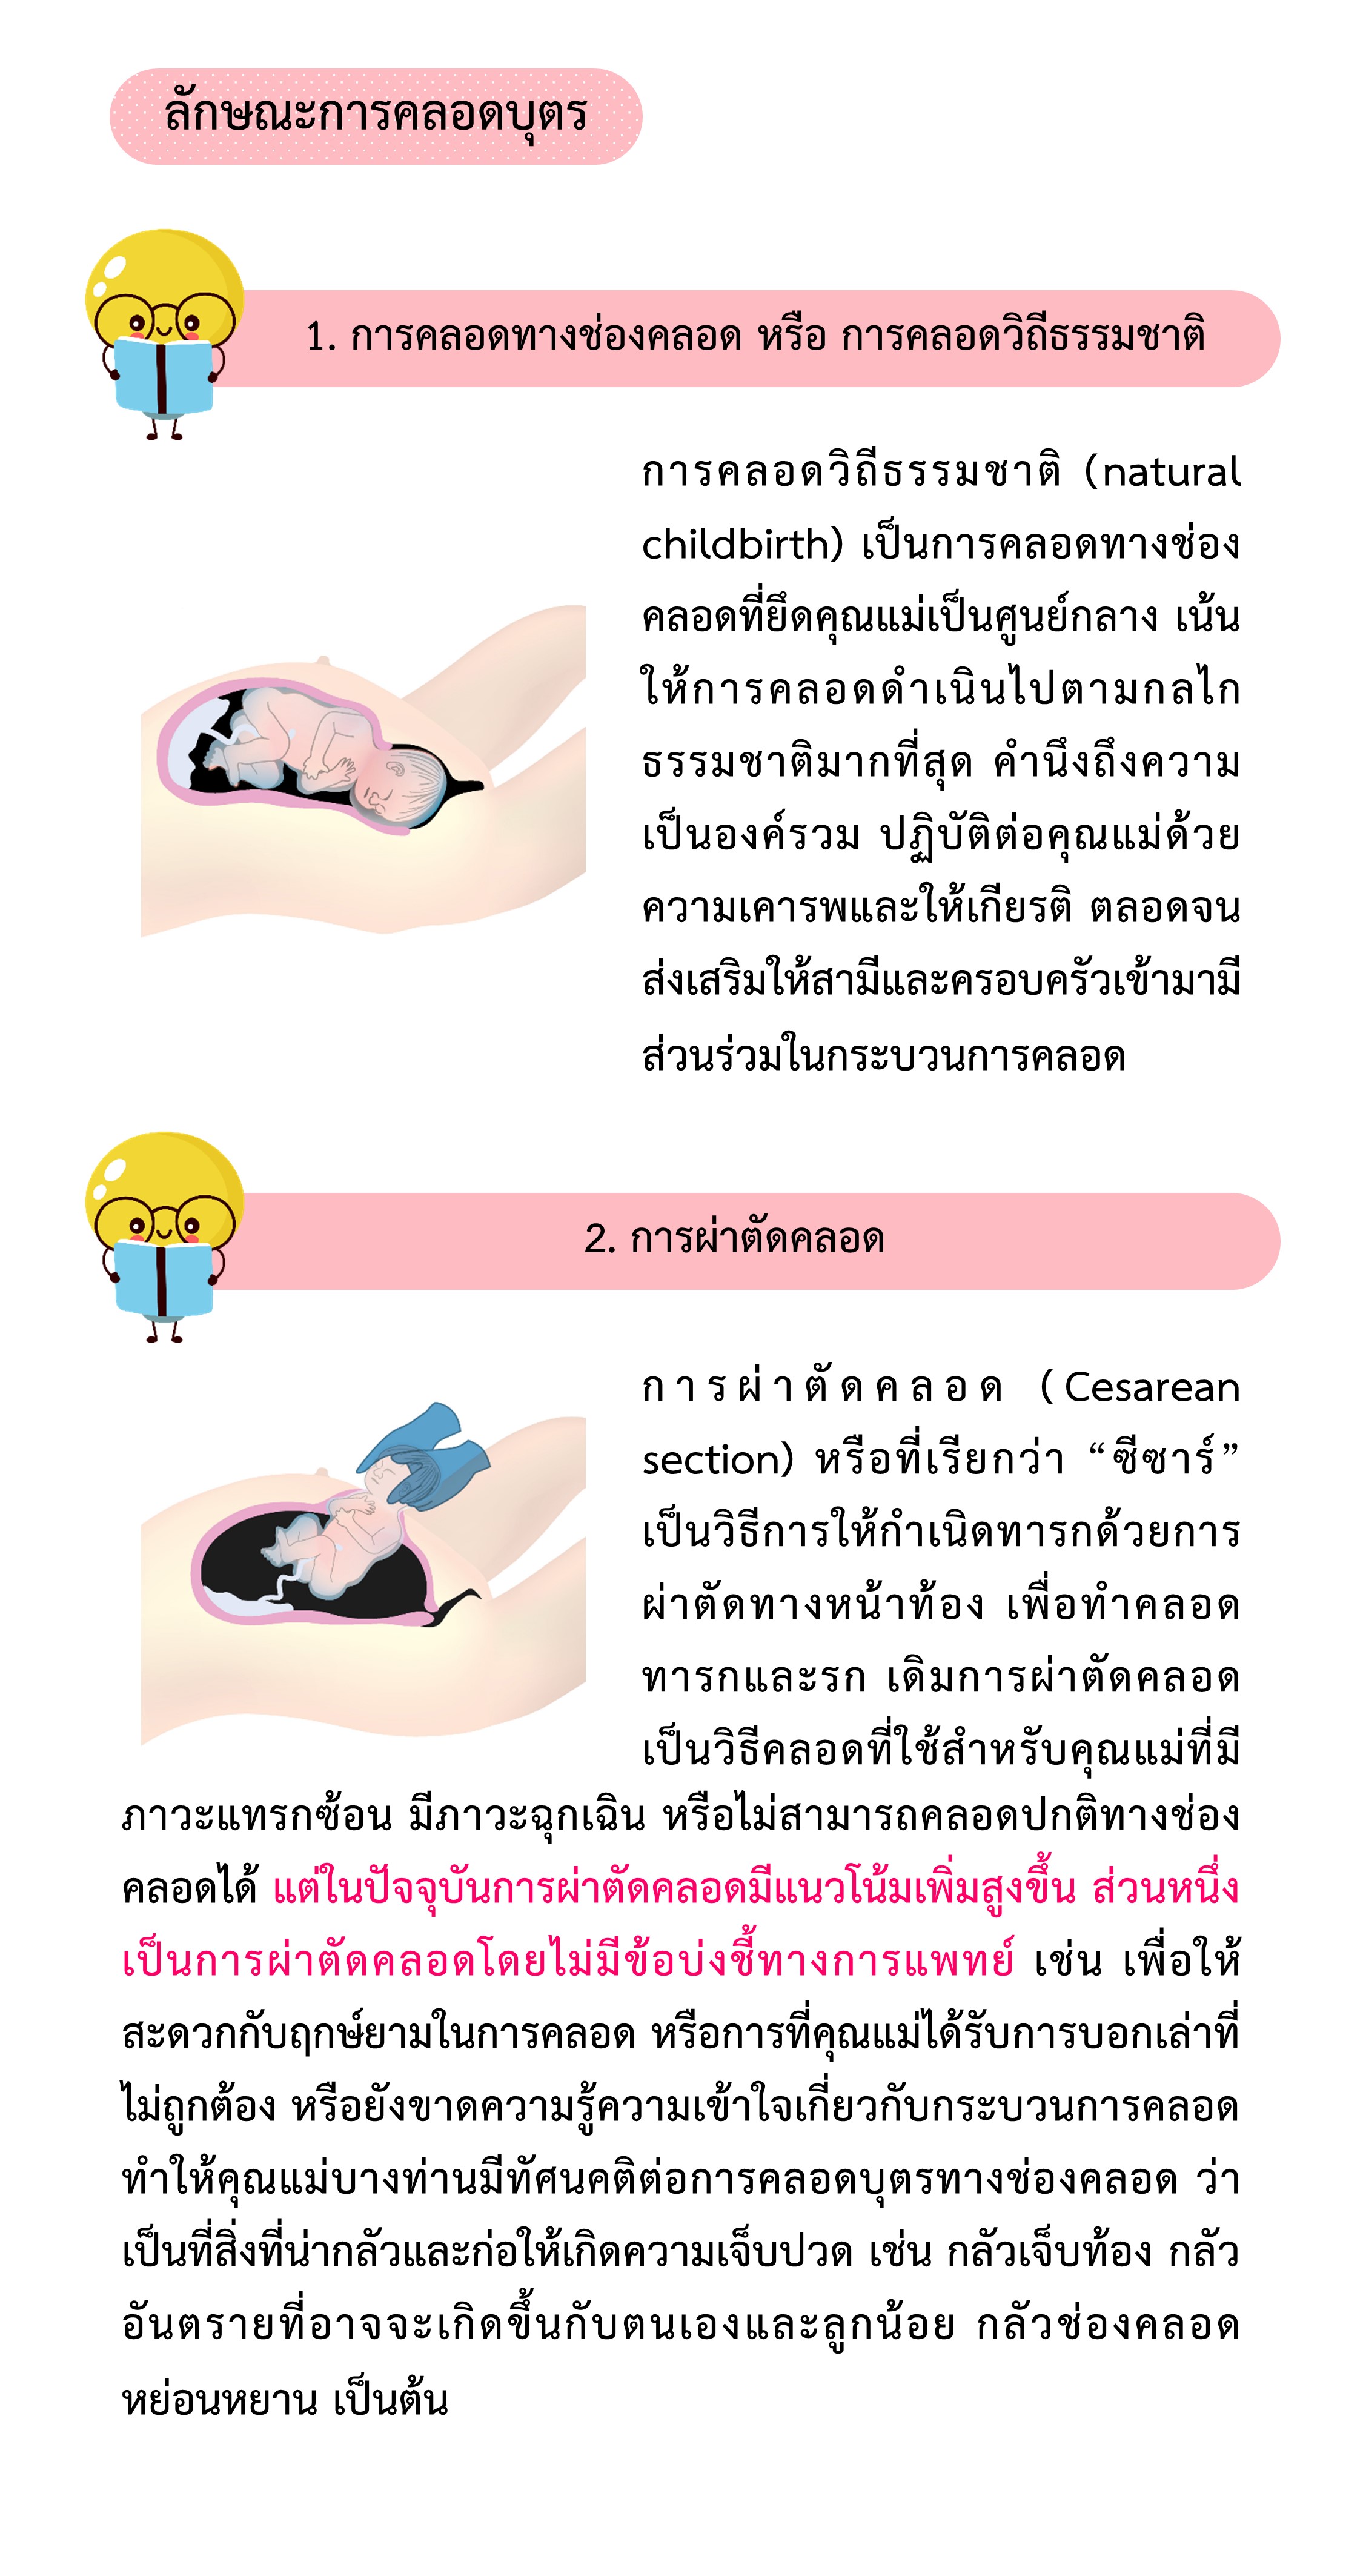 ลักษณะการคลอดบุตร
1. การคลอดทางช่องคลอด หรือ การคลอดวิถีธรรมชาติ
การคลอดวิถีธรรมชาติ (natural
childbirth) เป็นการคลอดทางช่อง
คลอดที่ยึดคุณแม่เป็นศูนย์กลาง เน้น
ให้การคลอดดำเนินไปตามกลไก
ธรรมชาติมากที่สุด คำนึงถึงความ
เป็นองค์รวม ปฏิบัติต่อคุณแม่ด้วย
ความเคารพและให้เกียรติ ตลอดจน
ส่งเสริมให้สามีและครอบครัวเข้ามามี
ส่วนร่วมในกระบวนการคลอด
2. การผ่าตัดคลอด
การผ่าตัดคลอด (Cesarean
section) หรือที่เรียกว่า “ซีซาร์”
เป็นวิธีการให้กำเนิดทารกด้วยการ
ผ่าตัดทางหน้าท้อง เพื่อทำคลอด
ทารกและรก เดิมการผ่าตัดคลอด
เป็นวิธีคลอดที่ใช้สำหรับคุณแม่ที่มี
ภาวะแทรกซ้อน มีภาวะฉุกเฉิน หรือไม่สามารถคลอดปกติทางช่อง
คลอดได้ แต่ในปัจจุบันการผ่าตัดคลอดมีแนวโน้มเพิ่มสูงขึ้น ส่วนหนึ่ง
เป็นการผ่าตัดคลอดโดยไม่มีข้อบ่งชี้ทางการแพทย์ เช่น เพื่อให้
สะดวกกับฤกษ์ยามในการคลอด หรือการที่คุณแม่ได้รับการบอกเล่าที่
ไม่ถูกต้อง หรือยังขาดความรู้ความเข้าใจเกี่ยวกับกระบวนการคลอด
ทำให้คุณแม่บางท่านมีทัศนคติต่อการคลอดบุตรทางช่องคลอด ว่า
เป็นที่สิ่งที่น่ากลัวและก่อให้เกิดความเจ็บปวด เช่น กลัวเจ็บท้อง กลัว
อันตรายที่อาจจะเกิดขึ้นกับตนเองและลูกน้อย กลัวช่องคลอด
หย่อนหยาน เป็นต้น